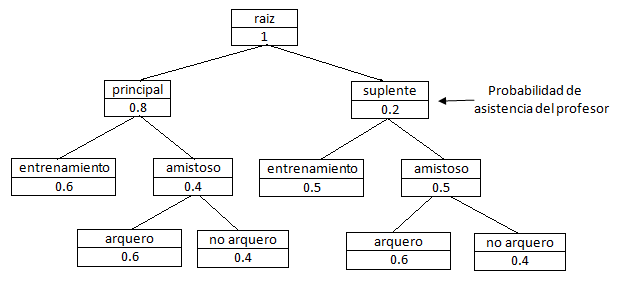 raiz
1
principal
0.8
suplente
0.2
Probabilidad de
asistencia del profesor
entrenamiento
0.6
amistoso
0.4
entrenamiento
0.5
amistoso
0.5
arquero
0.6
no arquero
0.4
arquero
0.6
no arquero
0.4